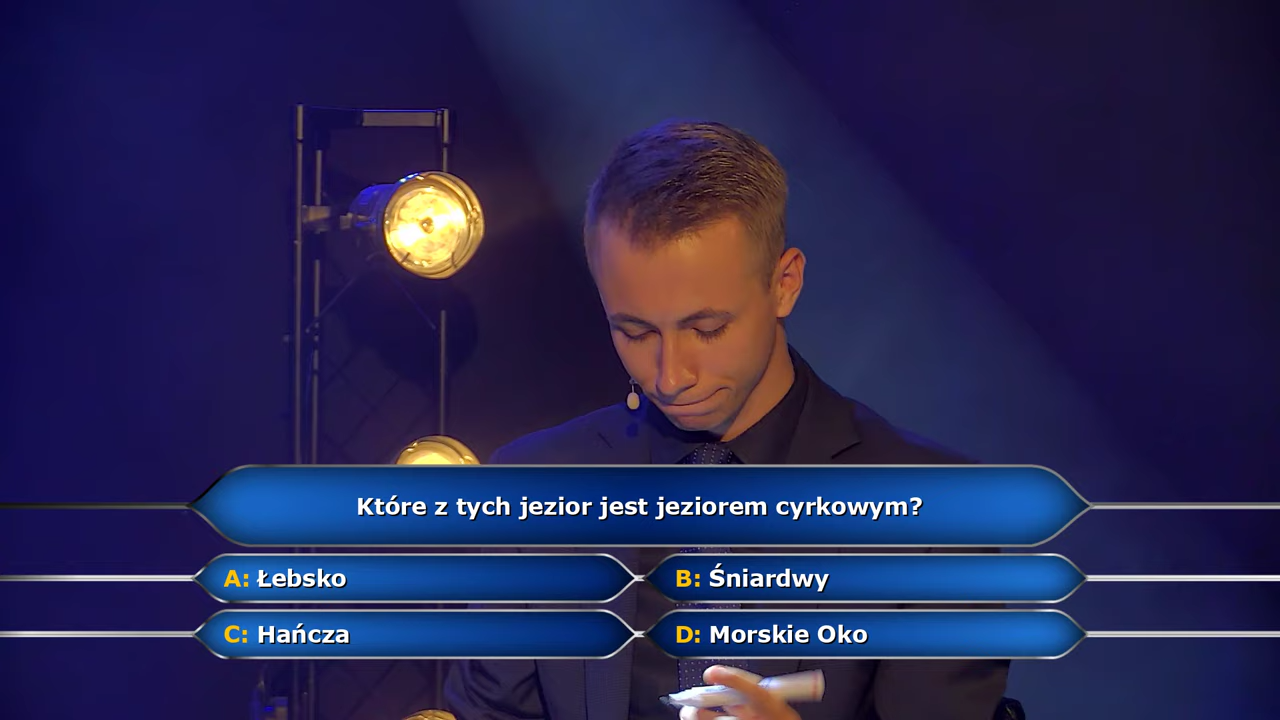 Które z tych jezior jest jeziorem cyrkowym?
A: Łebsko
B: Śniardwy
C: Hańcza
D: Morskie Oko